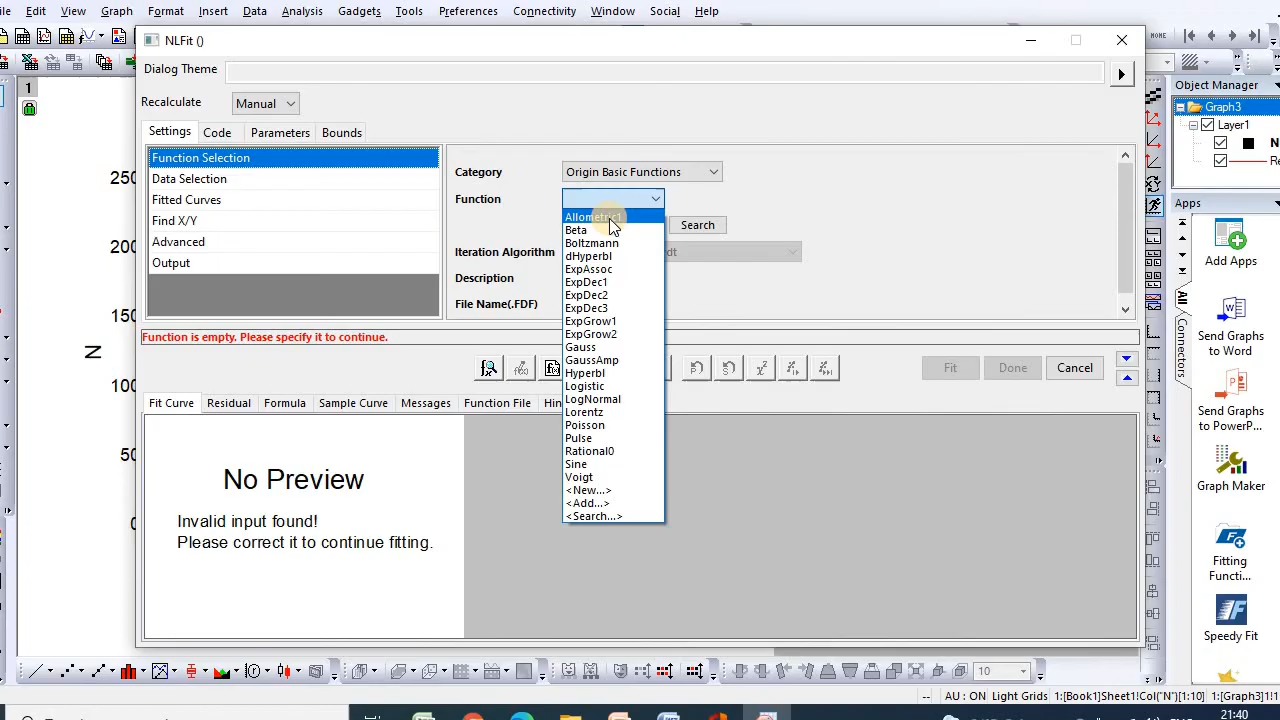 Edit View Graph Format Insert Data Analysis Gadgets Tools Preferences Connectivity Window Social Help
NLFit ()
Dialog Theme
Recalculate Manual
Settings Code Parameters Bounds
Function Selection
Data Selection
Fitted Curves
Find X/Y
Advanced
Output
Category Origin Basic Functions
Function
Search
Iteration Algorithm
Description
File Name(.FDF)
Allometric1
Beta
Boltzmann
dHyperbl
ExpAssoc
ExpDec1
ExpDec2
ExpDec3
ExpGrow1
ExpGrow2
Gauss
GaussAmp
Hyperbl
Logistic
LogNormal
Lorentz
Poisson
Pulse
Rational0
Sine
Voigt
<New...>
<Add...>
<Search...>
Function is empty. Please specify it to continue.
Fit Done Cancel
Fit Curve Residual Formula Sample Curve Messages Function File
No Preview
Invalid input found!
Please correct it to continue fitting.
1
N
Object Manager
Graph3
Layer1
N
Apps
Add Apps
All
Connectors
Send Graphs
to Word
Send Graphs
to PowerP...
Graph Maker
Fitting
Functi...
Speedy Fit
10
-- AU : ON Light Grids 1:[Book1]Sheet1!Col("N")[1:10] 1:[Graph3]1!1
21:40